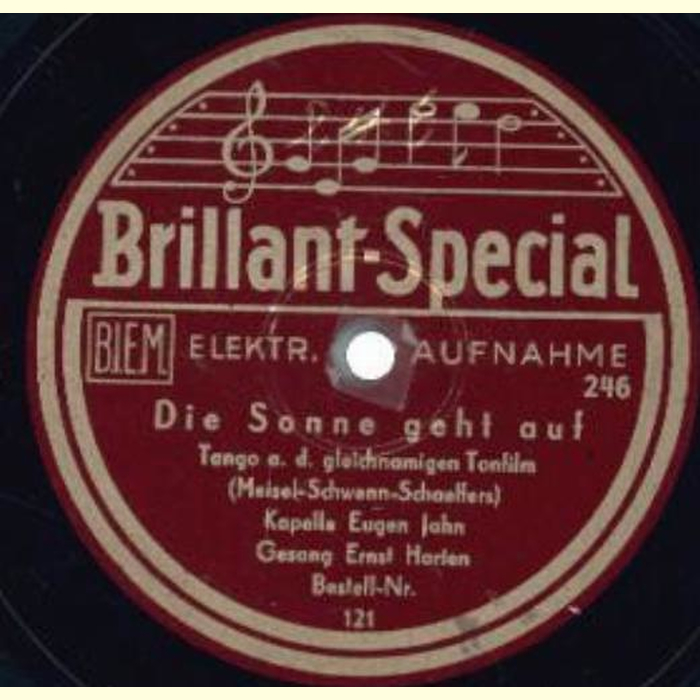 Brillant-Special
B.I.E.M. ELEKTR. AUFNAHME
246
Die Sonne geht auf
Tango a. d. gleichnamigen Tonfilm
(Meisel-Schwenn-Schaeffers)
Kapelle Eugen Jahn
Gesang Ernst Harten
Bestell-Nr.
121